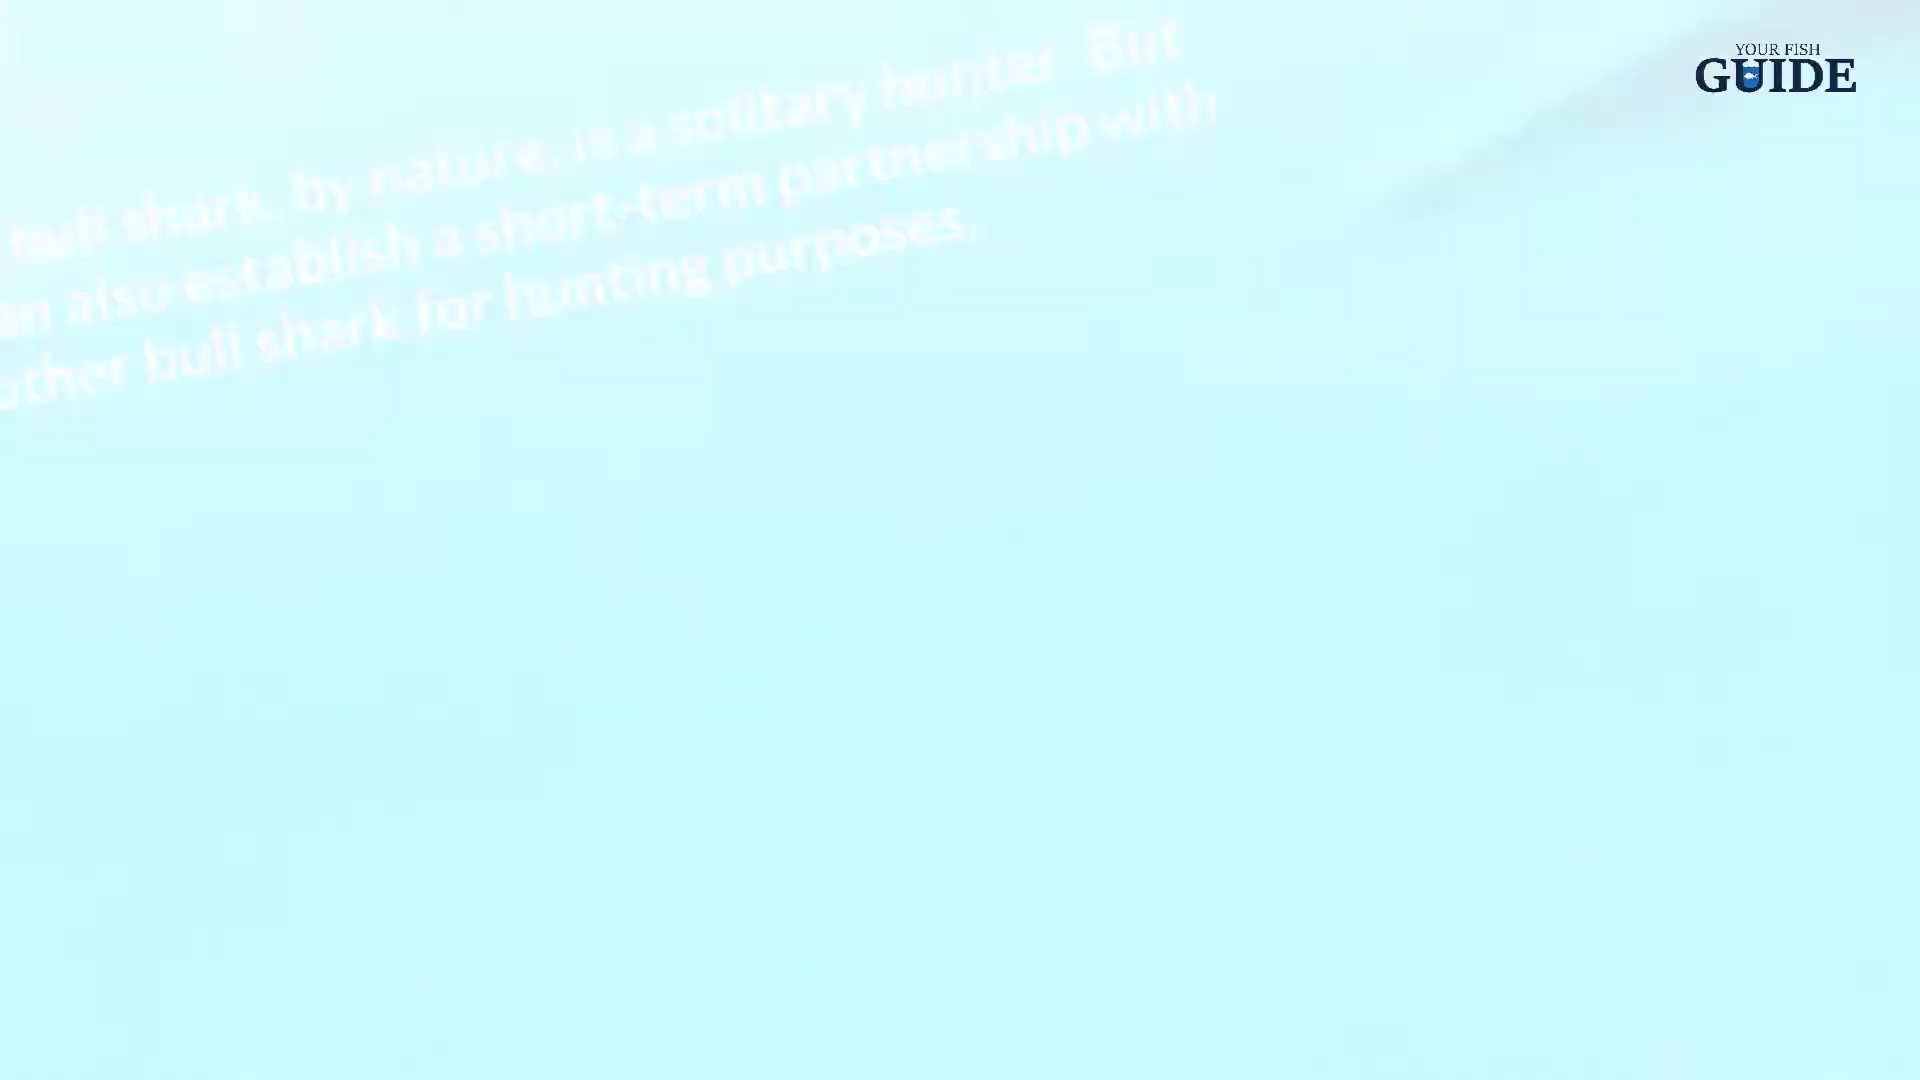 bull shark, by nature, is a solitary hunter. But
an also establish a short-term partnership with
other bull shark for hunting purposes.
YOUR FISH
GUIDE